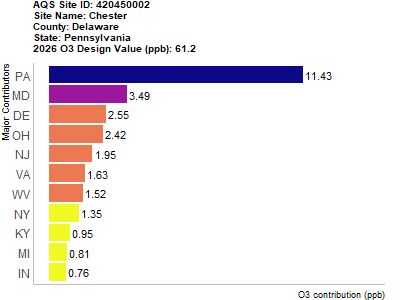 AQS Site ID: 420450002
Site Name: Chester
County: Delaware
State: Pennsylvania
2026 O3 Design Value (ppb): 61.2
Major Contributors
PA 11.43
MD 3.49
DE 2.55
OH 2.42
NJ 1.95
VA 1.63
WV 1.52
NY 1.35
KY 0.95
MI 0.81
IN 0.76
O3 contribution (ppb)